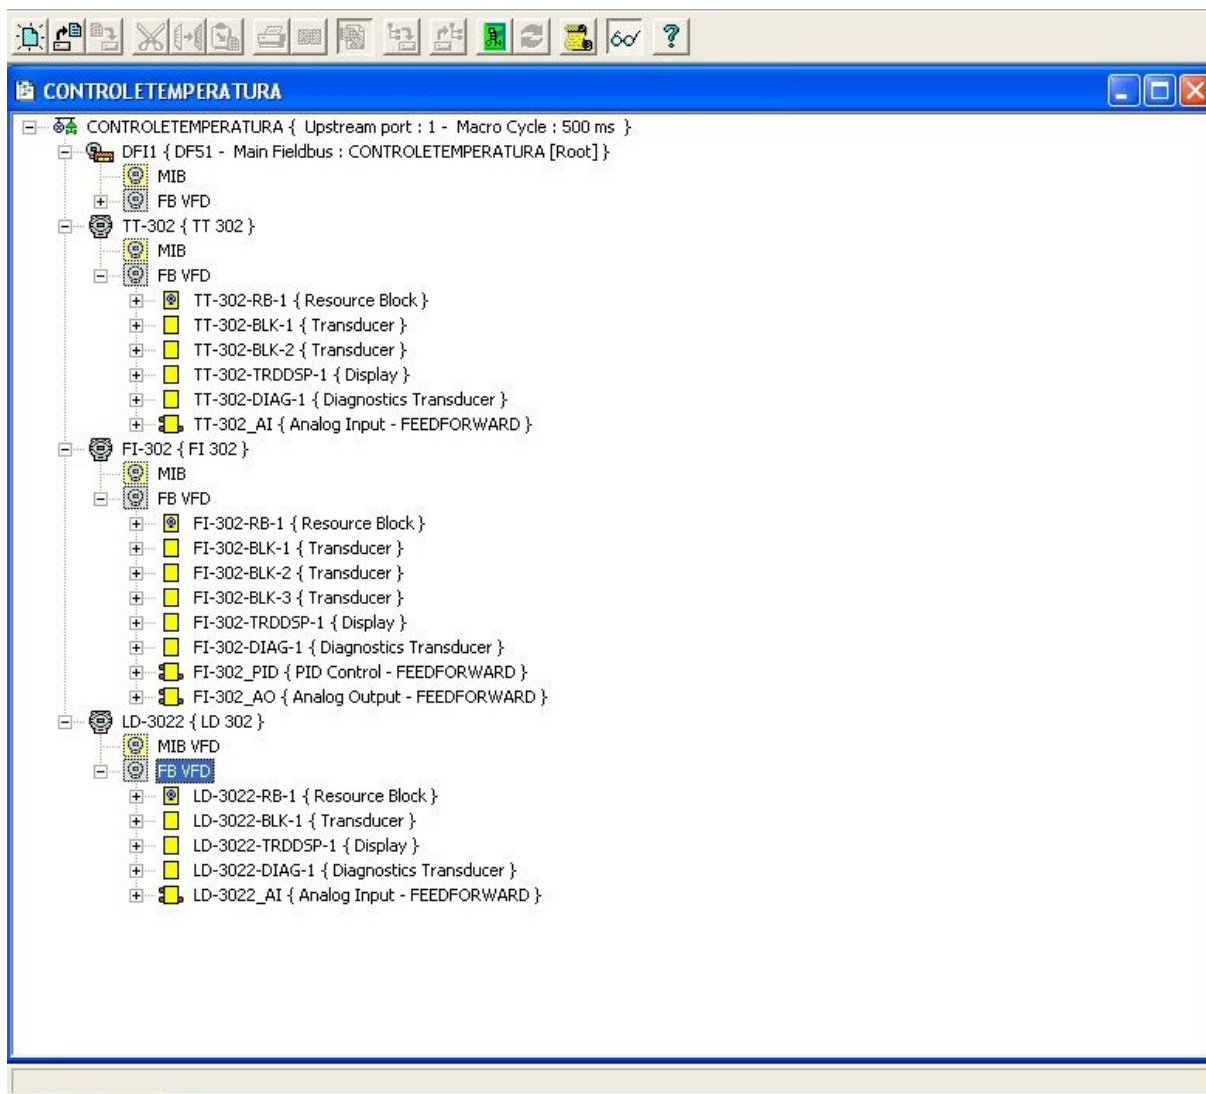 CONTROLETEMPERATURA
CONTROLETEMPERATURA { Upstream port : 1 - Macro Cycle : 500 ms }
DFI1 { DF51 - Main Fieldbus : CONTROLETEMPERATURA [Root] }
MIB
FB VFD
TT-302 { TT 302 }
MIB
FB VFD
TT-302-RB-1 { Resource Block }
TT-302-BLK-1 { Transducer }
TT-302-BLK-2 { Transducer }
TT-302-TRDDSP-1 { Display }
TT-302-DIAG-1 { Diagnostics Transducer }
TT-302_AI { Analog Input - FEEDFORWARD }
FI-302 { FI 302 }
MIB
FB VFD
FI-302-RB-1 { Resource Block }
FI-302-BLK-1 { Transducer }
FI-302-BLK-2 { Transducer }
FI-302-BLK-3 { Transducer }
FI-302-TRDDSP-1 { Display }
FI-302-DIAG-1 { Diagnostics Transducer }
FI-302_PID { PID Control - FEEDFORWARD }
FI-302_AO { Analog Output - FEEDFORWARD }
LD-3022 { LD 302 }
MIB VFD
FB VFD
LD-3022-RB-1 { Resource Block }
LD-3022-BLK-1 { Transducer }
LD-3022-TRDDSP-1 { Display }
LD-3022-DIAG-1 { Diagnostics Transducer }
LD-3022_AI { Analog Input - FEEDFORWARD }